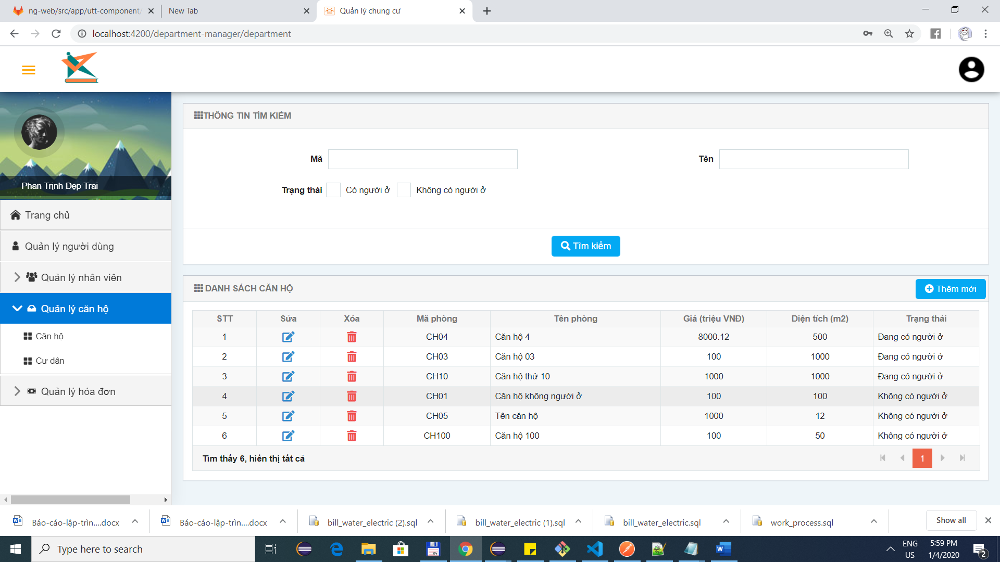 ng-web/src/app/utt-component/
New Tab
Quản lý chung cư
localhost:4200/department-manager/department
Phan Trịnh Đẹp Trai
Trang chủ
Quản lý người dùng
Quản lý nhân viên
Quản lý căn hộ
Căn hộ
Cư dân
Quản lý hóa đơn
THÔNG TIN TÌM KIẾM
Mã
Tên
Trạng thái Có người ở Không có người ở
Tìm kiếm
DANH SÁCH CĂN HỘ
Thêm mới
STT Sửa Xóa Mã phòng Tên phòng Giá (triệu VNĐ) Diện tích (m2) Trạng thái
1 CH04 Căn hộ 4 8000.12 500 Đang có người ở
2 CH03 Căn hộ 03 100 1000 Đang có người ở
3 CH10 Căn hộ thứ 10 1000 1000 Đang có người ở
4 CH01 Căn hộ không người ở 100 100 Không có người ở
5 CH05 Tên căn hộ 1000 12 Không có người ở
6 CH100 Căn hộ 100 100 50 Không có người ở
Tìm thấy 6, hiển thị tất cả
1
Báo-cáo-lập-trìn....docx
Báo-cáo-lập-trìn....docx
bill_water_electric (2).sql
bill_water_electric (1).sql
bill_water_electric.sql
work_process.sql
Show all
Type here to search
64
ENG
US
5:59 PM
1/4/2020
2